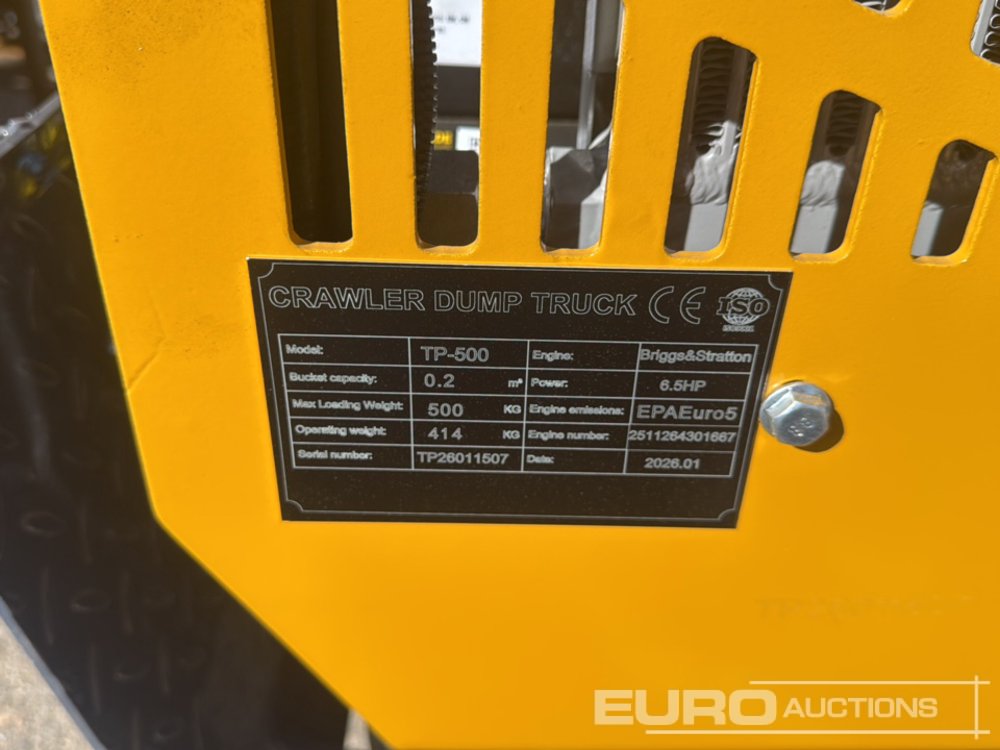 CRAWLER DUMP TRUCK CE ISO
Model: TP-500 Engine: Briggs&Stratton
Bucket capacity: 0.2 m³ Power: 6.5HP
Max Loading Weight: 500 KG Engine emissions: EPAEuro5
Operating weight: 414 KG Engine number: 2511264301667
Serial number: TP26011507 Date: 2026.01
EURO AUCTIONS